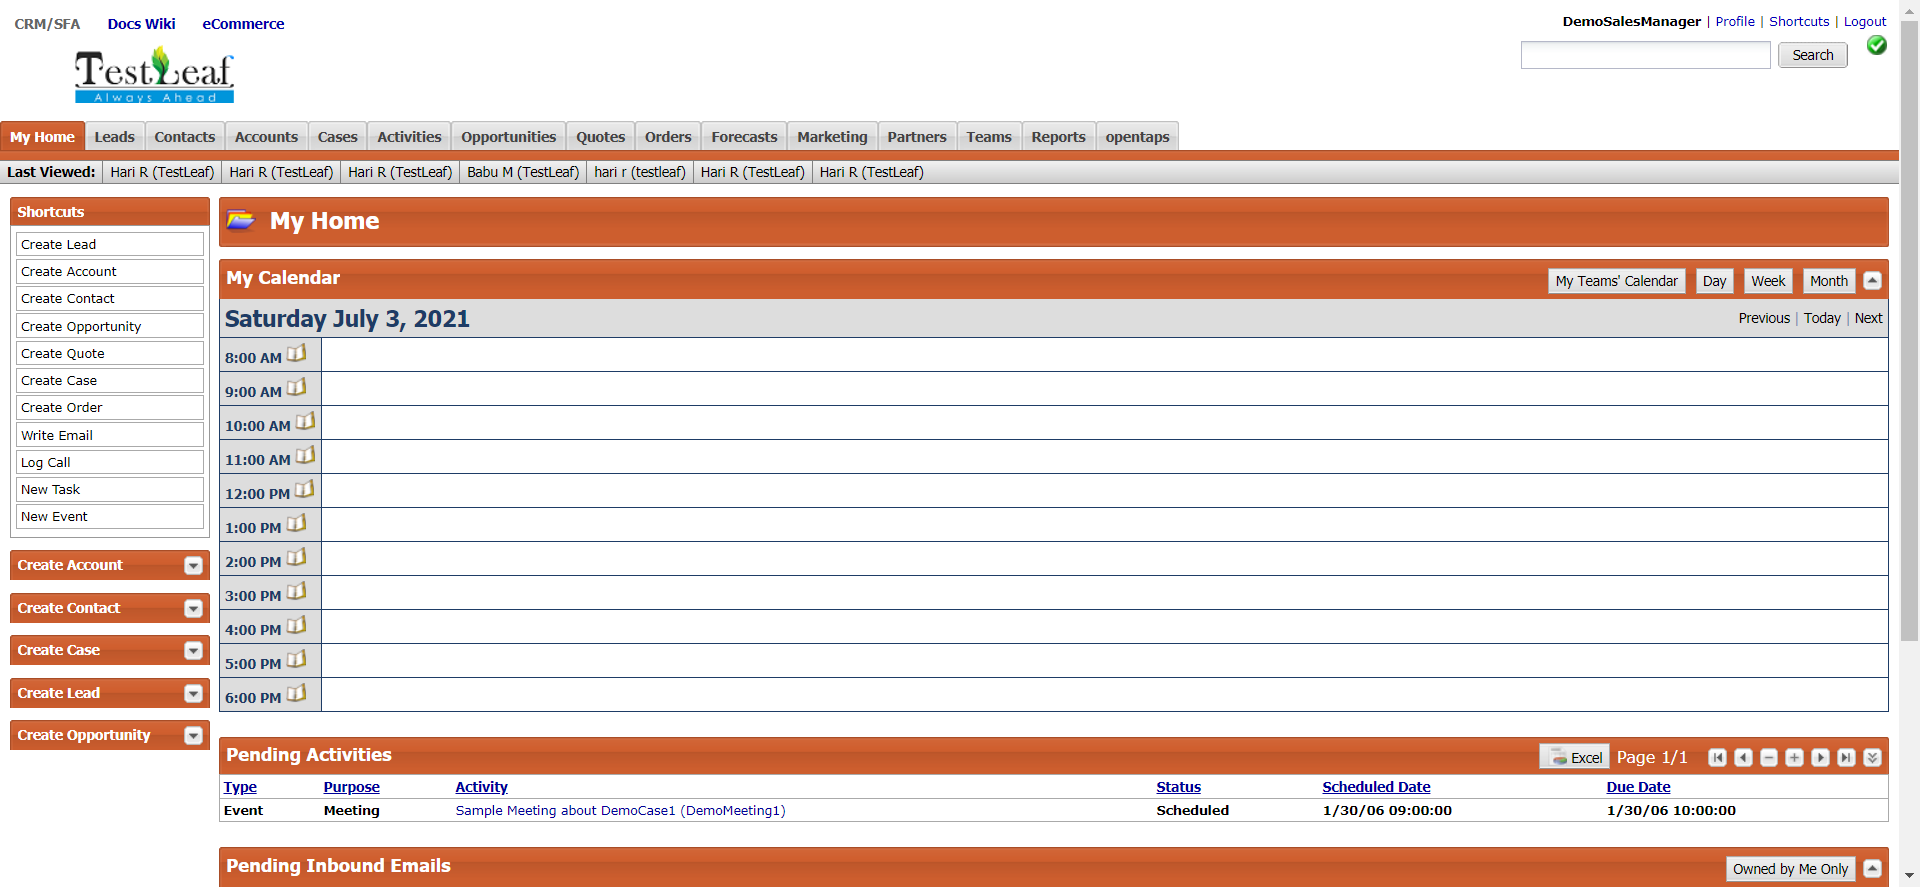 CRM/SFA Docs Wiki eCommerce
DemoSalesManager | Profile | Shortcuts | Logout
Search
TestLeaf
Always Ahead
My Home Leads Contacts Accounts Cases Activities Opportunities Quotes Orders Forecasts Marketing Partners Teams Reports opentaps
Last Viewed: Hari R (TestLeaf) Hari R (TestLeaf) Hari R (TestLeaf) Babu M (TestLeaf) hari r (testleaf) Hari R (TestLeaf) Hari R (TestLeaf)
Shortcuts
Create Lead
Create Account
Create Contact
Create Opportunity
Create Quote
Create Case
Create Order
Write Email
Log Call
New Task
New Event
Create Account
Create Contact
Create Case
Create Lead
Create Opportunity
My Home
My Calendar My Teams' Calendar Day Week Month
Saturday July 3, 2021 Previous | Today | Next
8:00 AM
9:00 AM
10:00 AM
11:00 AM
12:00 PM
1:00 PM
2:00 PM
3:00 PM
4:00 PM
5:00 PM
6:00 PM
Pending Activities Excel Page 1/1
Type Purpose Activity Status Scheduled Date Due Date
Event Meeting Sample Meeting about DemoCase1 (DemoMeeting1) Scheduled 1/30/06 09:00:00 1/30/06 10:00:00
Pending Inbound Emails Owned by Me Only